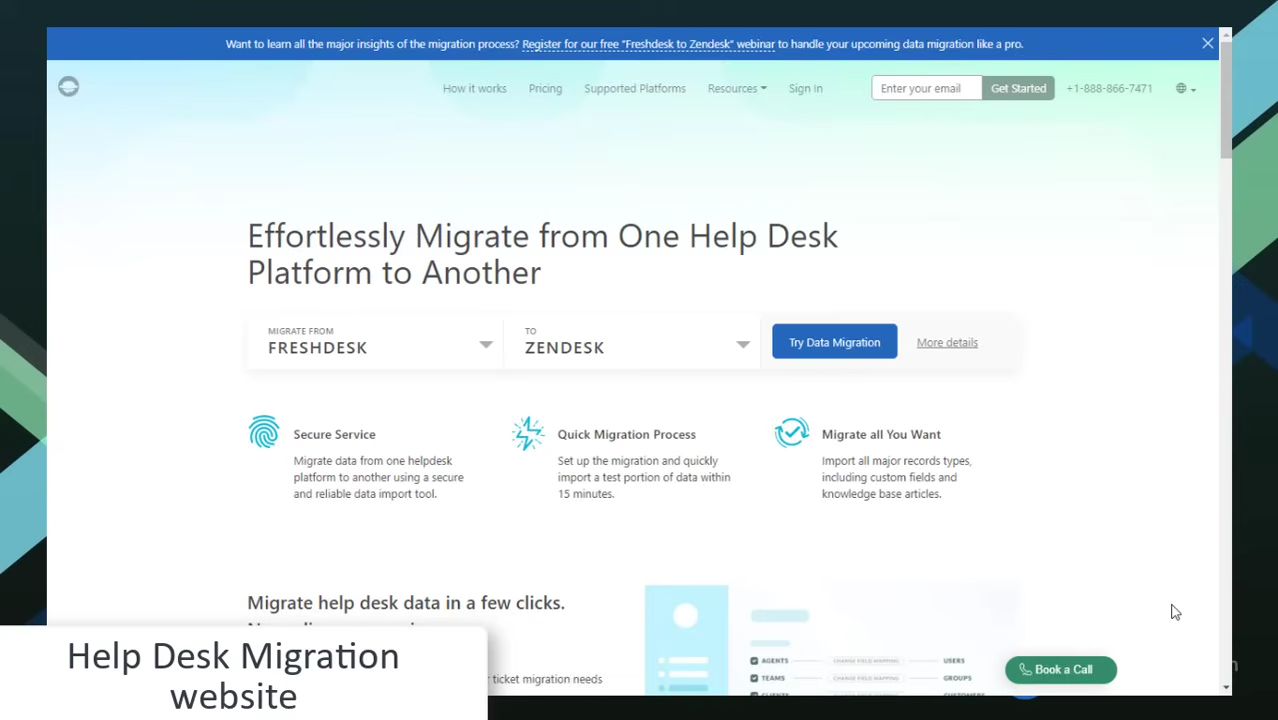 Want to learn all the major insights of the migration process? Register for our free "Freshdesk to Zendesk" webinar to handle your upcoming data migration like a pro.
How it works Pricing Supported Platforms Resources Sign in Enter your email Get Started +1-888-866-7471
Effortlessly Migrate from One Help Desk
Platform to Another
MIGRATE FROM
FRESHDESK
TO
ZENDESK
Try Data Migration
More details
Secure Service
Migrate data from one helpdesk
platform to another using a secure
and reliable data import tool.
Quick Migration Process
Set up the migration and quickly
import a test portion of data within
15 minutes.
Migrate all You Want
Import all major records types,
including custom fields and
knowledge base articles.
Migrate help desk data in a few clicks.
ticket migration needs
AGENTS CHANGE FIELD MAPPING USERS
TEAMS CHANGE FIELD MAPPING GROUPS
Book a Call
Help Desk Migration
website